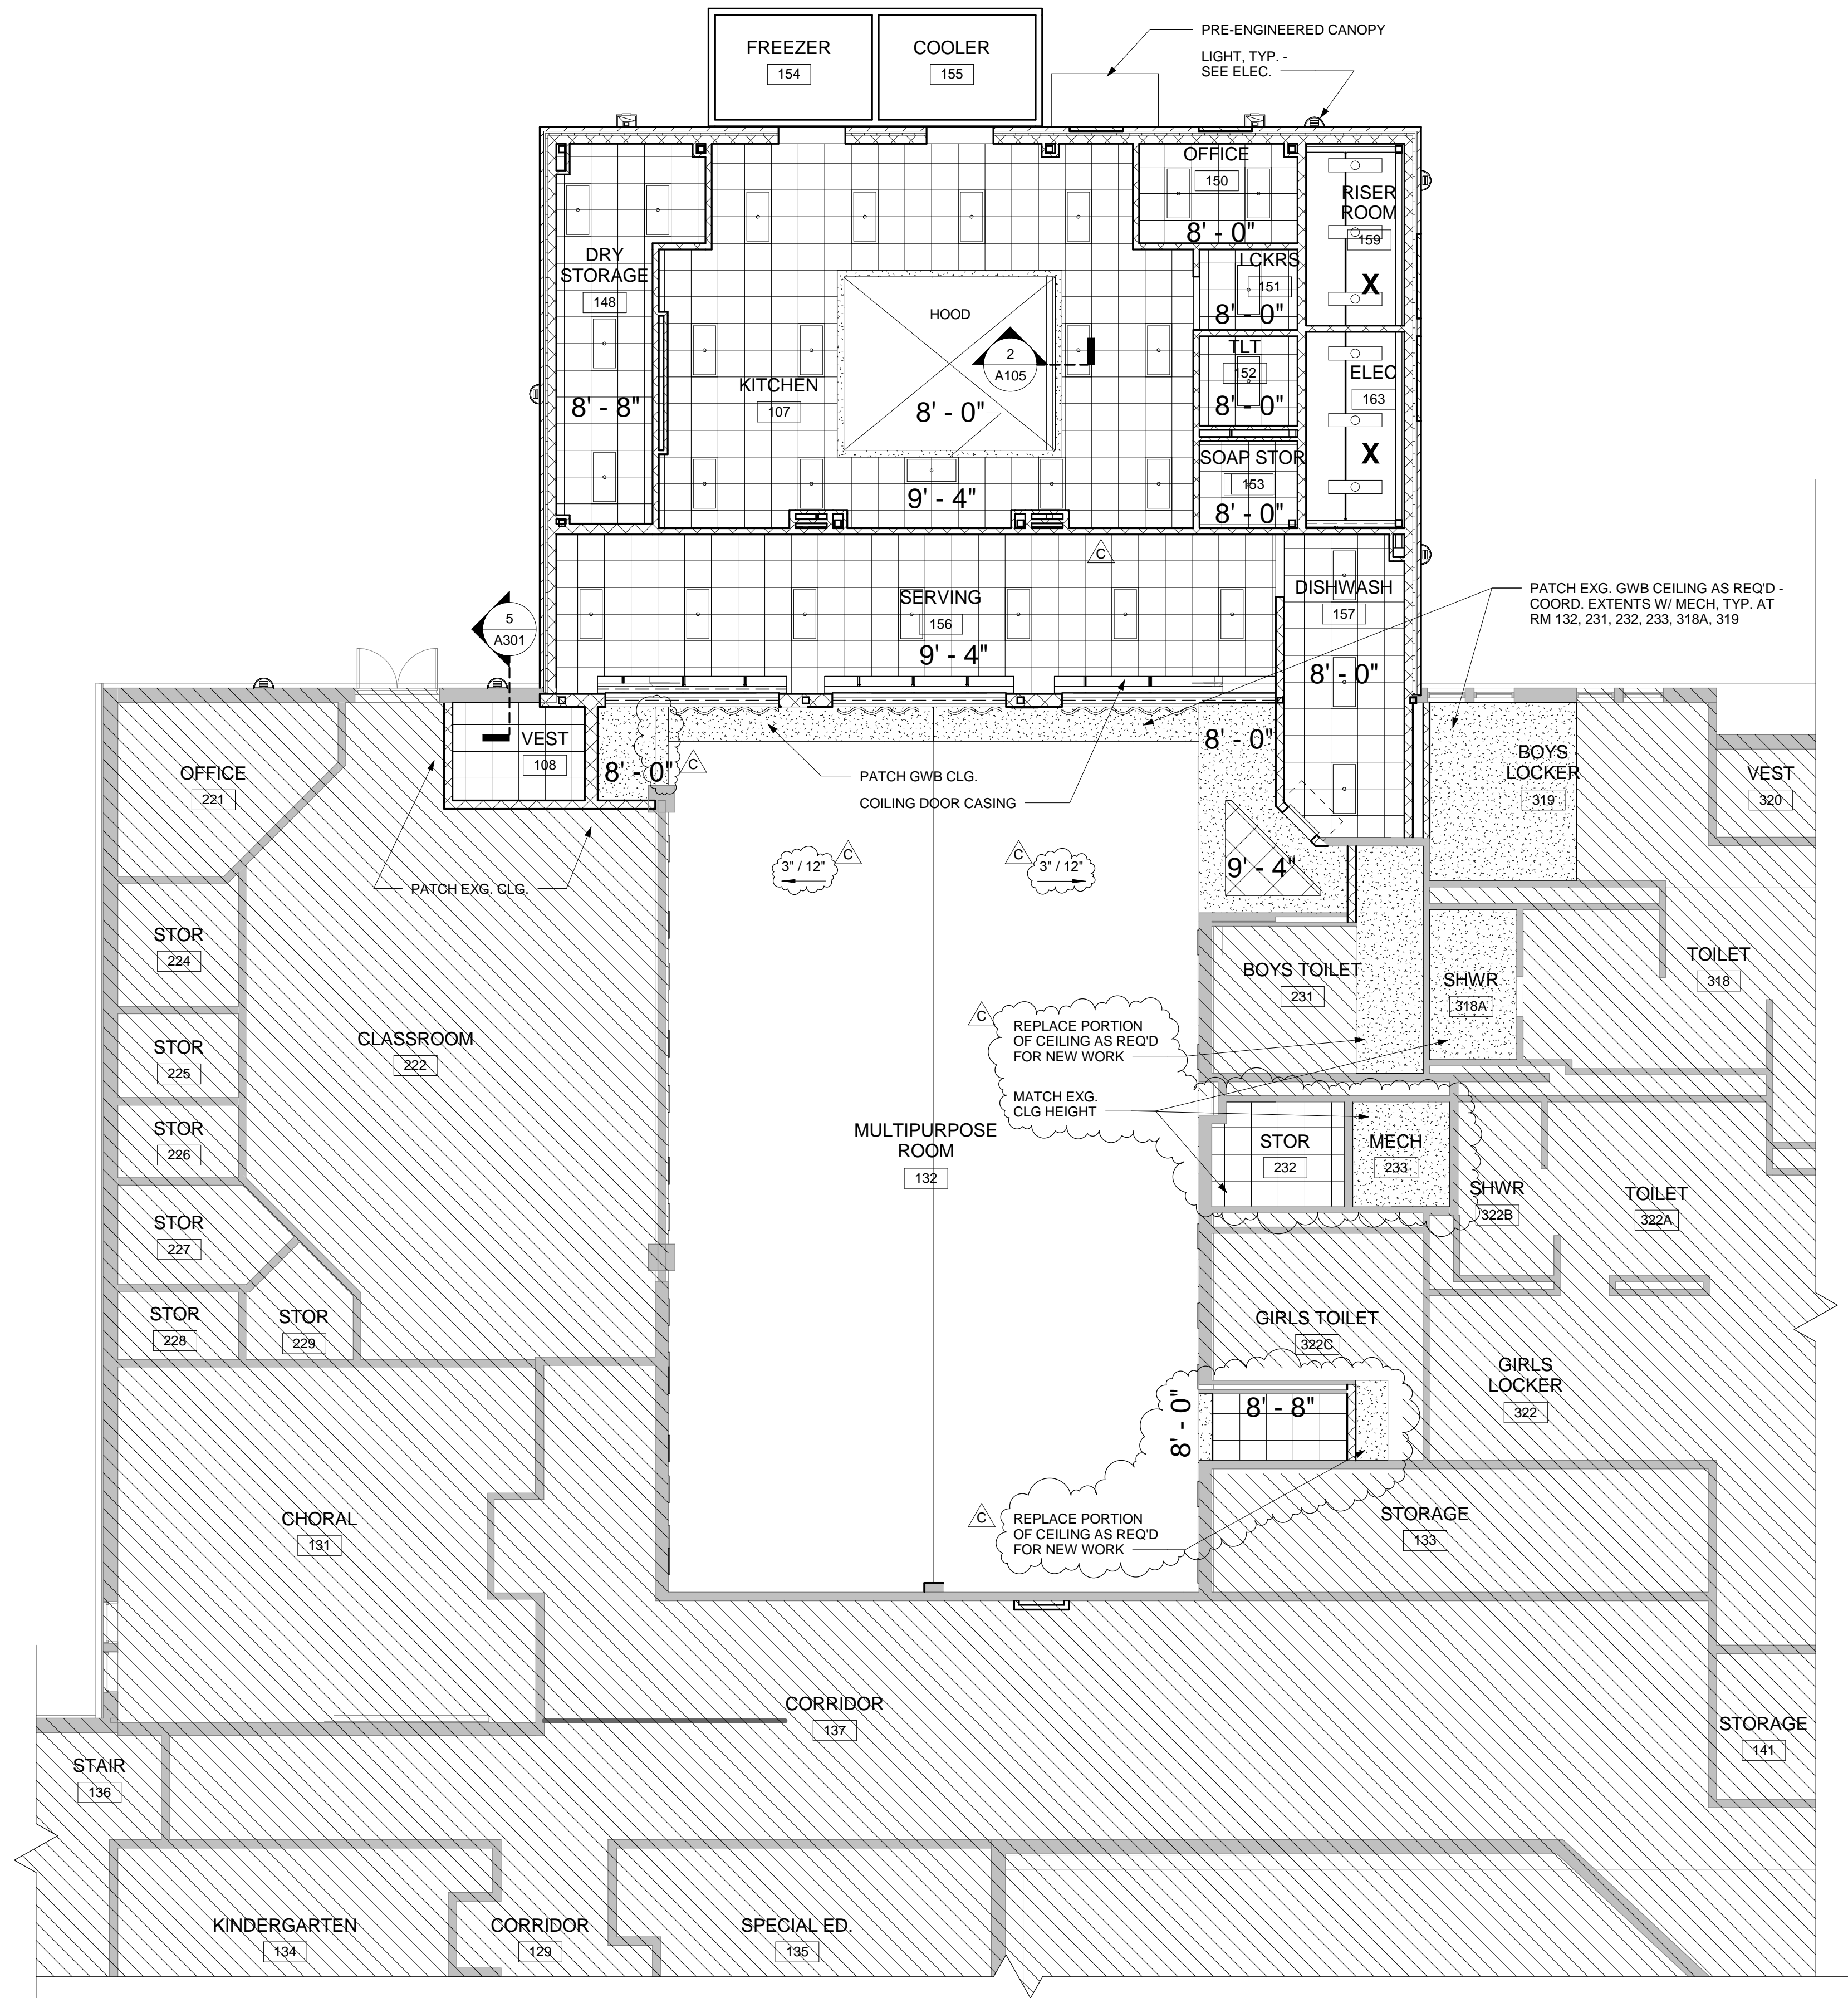 FREEZER
154
COOLER
155
PRE-ENGINEERED CANOPY
LIGHT, TYP. -
SEE ELEC.
OFFICE
150
8' - 0"
RISER
ROOM
159
X
DRY
STORAGE
148
8' - 8"
LCKRS
151
8' - 0"
HOOD
2
A105
8' - 0"
KITCHEN
107
9' - 4"
TLT
152
8' - 0"
ELEC
163
X
SOAP STOR
153
8' - 0"
C
SERVING
156
9' - 4"
DISHWASH
157
8' - 0"
PATCH EXG. GWB CEILING AS REQ'D -
COORD. EXTENTS W/ MECH, TYP. AT
RM 132, 231, 232, 233, 318A, 319
5
A301
VEST
108
8' - 0"
C
8' - 0"
PATCH GWB CLG.
COILING DOOR CASING
OFFICE
221
BOYS
LOCKER
319
VEST
320
3" / 12"
C
C
3" / 12"
9' - 4"
PATCH EXG. CLG.
STOR
224
BOYS TOILET
231
SHWR
318A
TOILET
318
CLASSROOM
222
STOR
225
C
REPLACE PORTION
OF CEILING AS REQ'D
FOR NEW WORK
MATCH EXG.
CLG HEIGHT
STOR
226
MULTIPURPOSE
ROOM
132
STOR
232
MECH
233
SHWR
322B
TOILET
322A
STOR
227
STOR
228
STOR
229
GIRLS TOILET
322C
GIRLS
LOCKER
322
8' - 0"
8' - 8"
CHORAL
131
C
REPLACE PORTION
OF CEILING AS REQ'D
FOR NEW WORK
STORAGE
133
CORRIDOR
137
STORAGE
141
STAIR
136
KINDERGARTEN
134
CORRIDOR
129
SPECIAL ED.
135